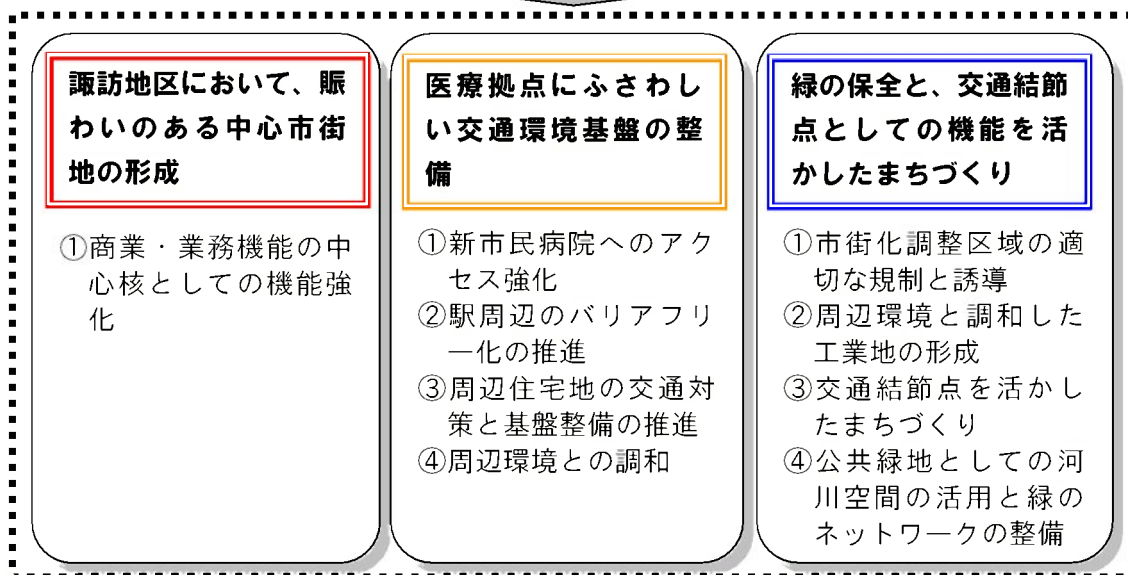 諏訪地区において、賑
わいのある中心市街
地の形成
①商業・業務機能の中
心核としての機能強
化
医療拠点にふさわし
い交通環境基盤の整
備
①新市民病院へのアク
セス強化
②駅周辺のバリアフリ
ー化の推進
③周辺住宅地の交通対
策と基盤整備の推進
④周辺環境との調和
緑の保全と、交通結節
点としての機能を活
かしたまちづくり
①市街化調整区域の適
切な規制と誘導
②周辺環境と調和した
工業地の形成
③交通結節点を活かし
たまちづくり
④公共緑地としての河
川空間の活用と緑の
ネットワークの整備